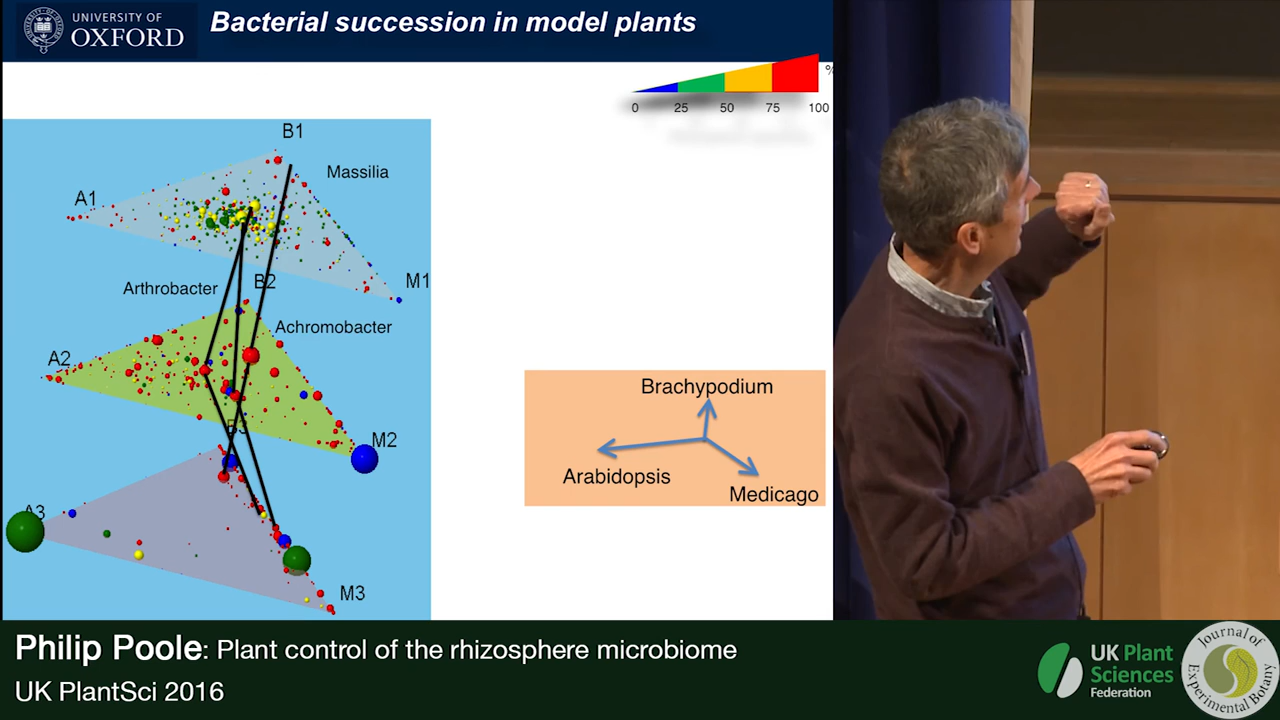 UNIVERSITY OF
OXFORD
Bacterial succession in model plants
%
0 25 50 75 100
B1
Massilia
A1
M1
B2
Arthrobacter
Achromobacter
A2
M2
B3
A3
M3
Brachypodium
Arabidopsis
Medicago
Philip Poole: Plant control of the rhizosphere microbiome
UK PlantSci 2016
UK Plant
Sciences
Federation
Journal of
Experimental Botany